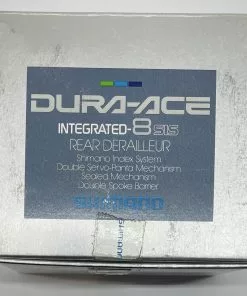 DURA-ACE
INTEGRATED-8 SIS
REAR DERAILLEUR
Shimano Index System
Double Servo-Panta Mechanism
Sealed Mechanism
Double Spoke Barrier
SHIMANO